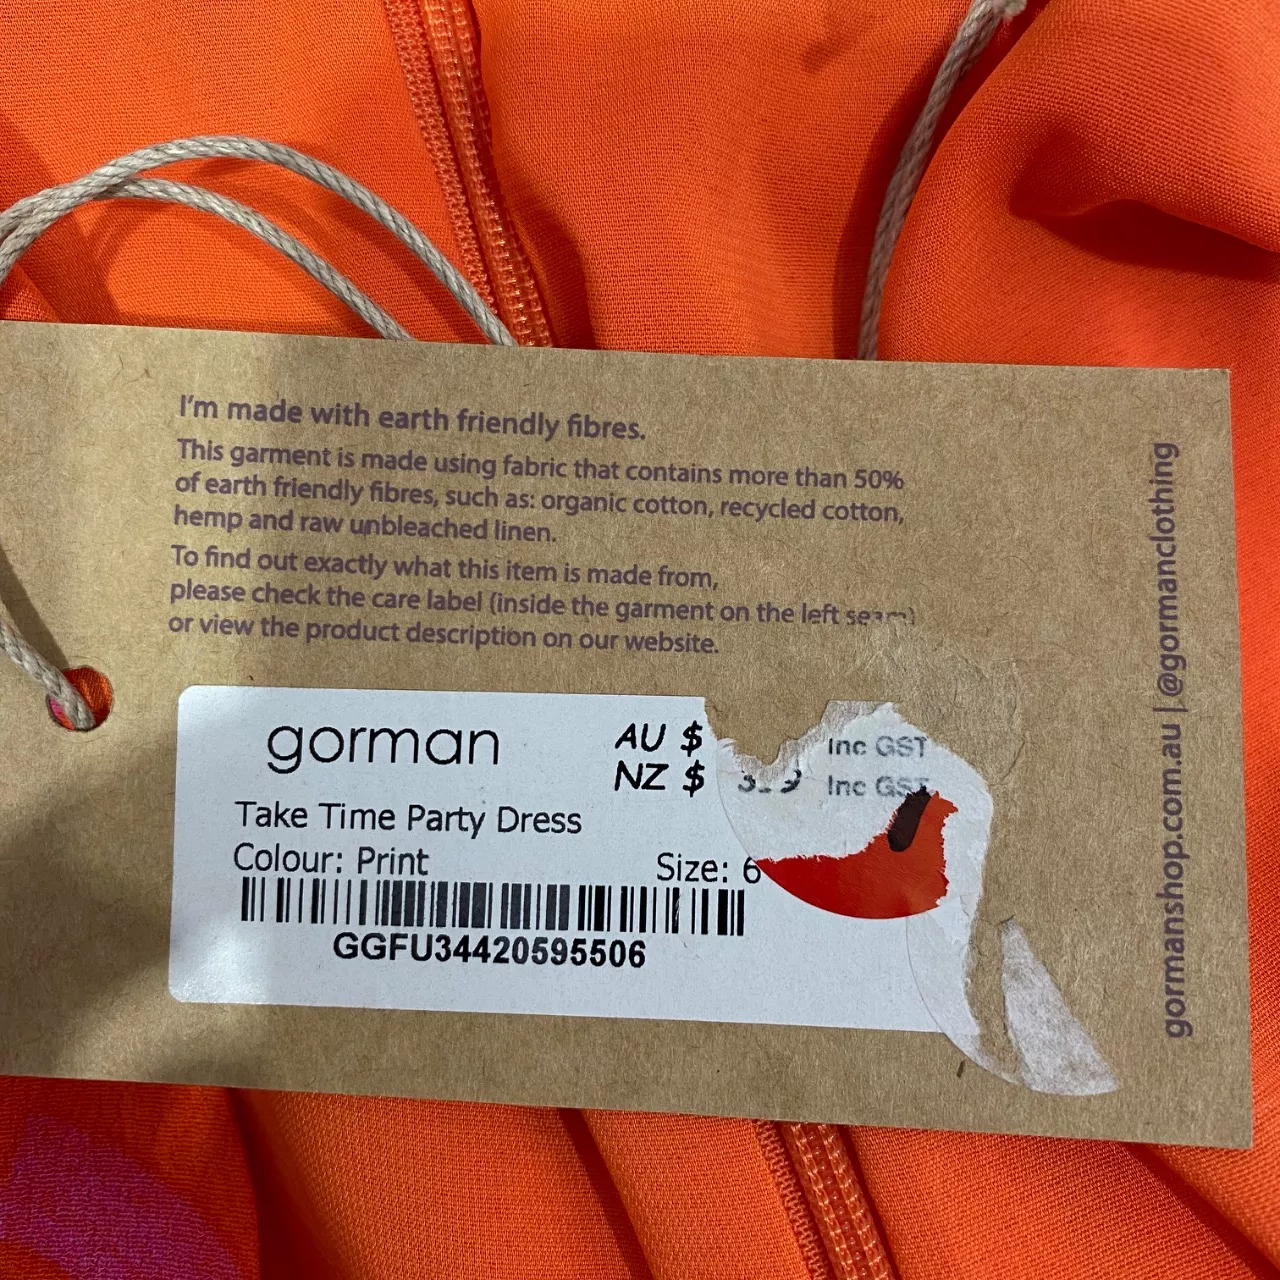 I'm made with earth friendly fibres.
This garment is made using fabric that contains more than 50%
of earth friendly fibres, such as: organic cotton, recycled cotton,
hemp and raw unbleached linen.
To find out exactly what this item is made from,
please check the care label (inside the garment on the left seam)
or view the product description on our website.
gorman
AU $ Inc GST
NZ $ Inc GST
Take Time Party Dress
Colour: Print Size: 6
GGFU34420595506
gormanshop.com.au | @gormanclothing